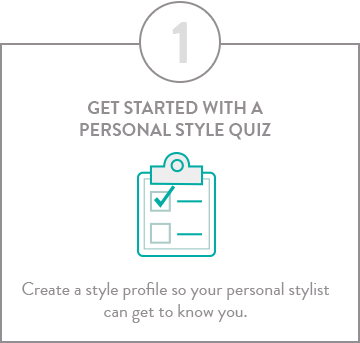 1
GET STARTED WITH A
PERSONAL STYLE QUIZ
Create a style profile so your personal stylist
can get to know you.